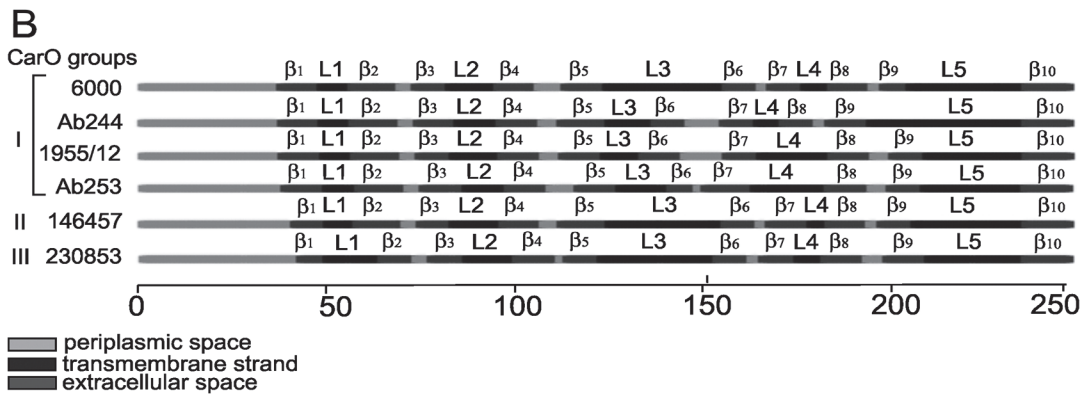 B
CarO groups
β1 L1 β2 β3 L2 β4 β5 L3 β6 β7 L4 β8 β9 L5 β10
6000
β1 L1 β2 β3 L2 β4 β5 L3 β6 β7 L4 β8 β9 L5 β10
Ab244
I
β1 L1 β2 β3 L2 β4 β5 L3 β6 β7 L4 β8 β9 L5 β10
1955/12
β1 L1 β2 β3 L2 β4 β5 L3 β6 β7 L4 β8 β9 L5 β10
Ab253
β1 L1 β2 β3 L2 β4 β5 L3 β6 β7 L4 β8 β9 L5 β10
II 146457
β1 L1 β2 β3 L2 β4 β5 L3 β6 β7 L4 β8 β9 L5 β10
III 230853
0 50 100 150 200 250
periplasmic space
transmembrane strand
extracellular space